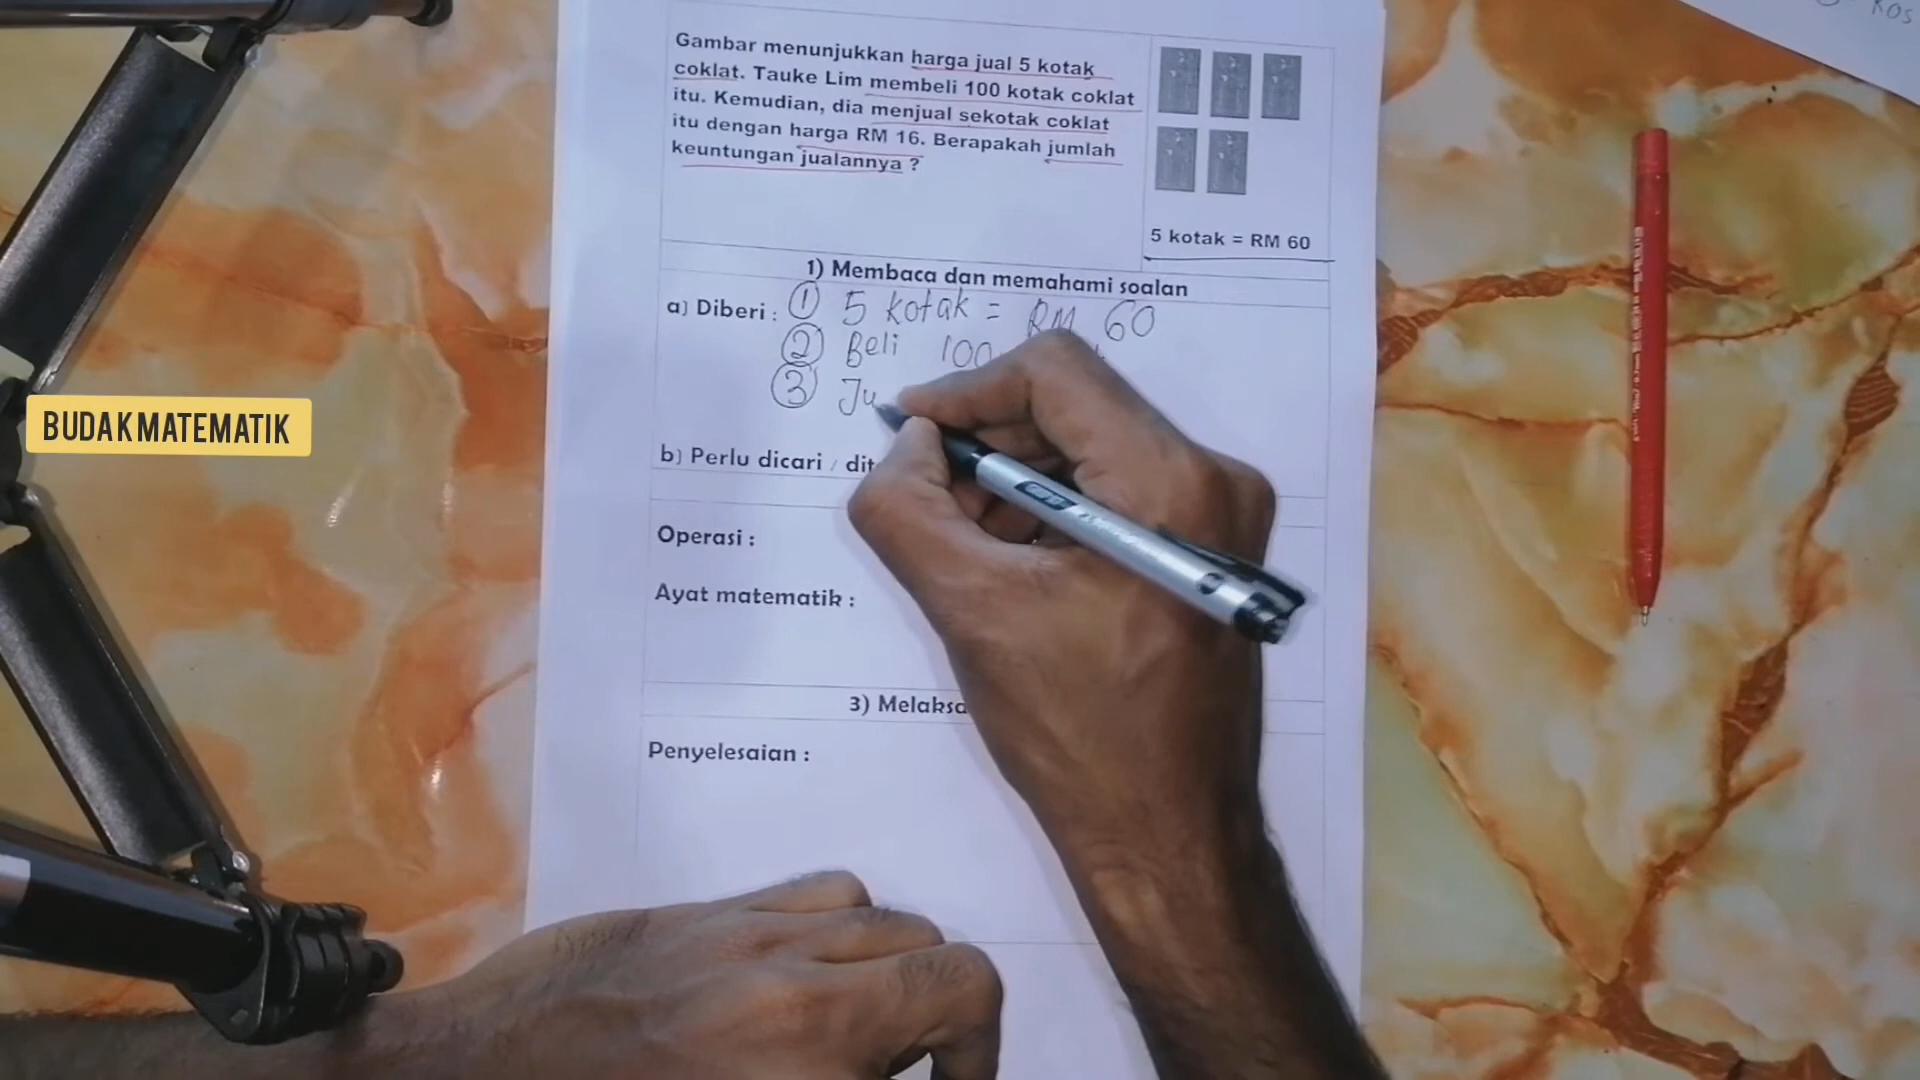 Gambar menunjukkan harga jual 5 kotak
coklat. Tauke Lim membeli 100 kotak coklat
itu. Kemudian, dia menjual sekotak coklat
itu dengan harga RM 16. Berapakah jumlah
keuntungan jualannya ?
5 kotak = RM 60
1) Membaca dan memahami soalan
a) Diberi : ① 5 kotak = RM 60
② Beli 100
③ Ju
b) Perlu dicari /
Operasi :
Ayat matematik :
3)
Penyelesaian :
BUDAK MATEMATIK